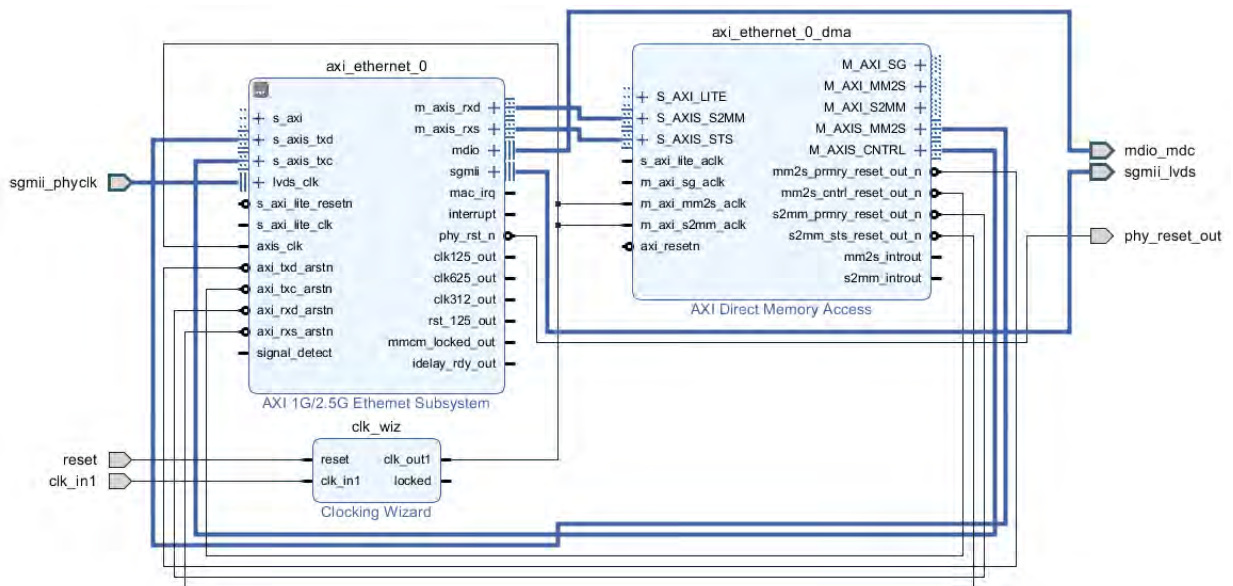 axi_ethernet_0_dma
axi_ethernet_0
M_AXI_SG
M_AXI_MM2S
M_AXI_S2MM
M_AXIS_MM2S
M_AXIS_CNTRL
mm2s_prmry_reset_out_n
mm2s_cntrl_reset_out_n
s2mm_prmry_reset_out_n
s2mm_sts_reset_out_n
mm2s_introut
s2mm_introut
S_AXI_LITE
S_AXIS_S2MM
S_AXIS_STS
s_axi_lite_aclk
m_axi_sg_aclk
m_axi_mm2s_aclk
m_axi_s2mm_aclk
axi_resetn
AXI Direct Memory Access
s_axi
s_axis_txd
s_axis_txc
lvds_clk
s_axi_lite_resetn
s_axi_lite_clk
axis_clk
axi_txd_arstn
axi_txc_arstn
axi_rxd_arstn
axi_rxs_arstn
signal_detect
m_axis_rxd
m_axis_rxs
mdio
sgmii
mac_irq
interrupt
phy_rst_n
clk125_out
clk625_out
clk312_out
rst_125_out
mmcm_locked_out
idelay_rdy_out
AXI 1G/2.5G Ethernet Subsystem
sgmii_phyclk
mdio_mdc
sgmii_lvds
phy_reset_out
clk_wiz
reset
clk_in1
reset
clk_in1
clk_out1
locked
Clocking Wizard